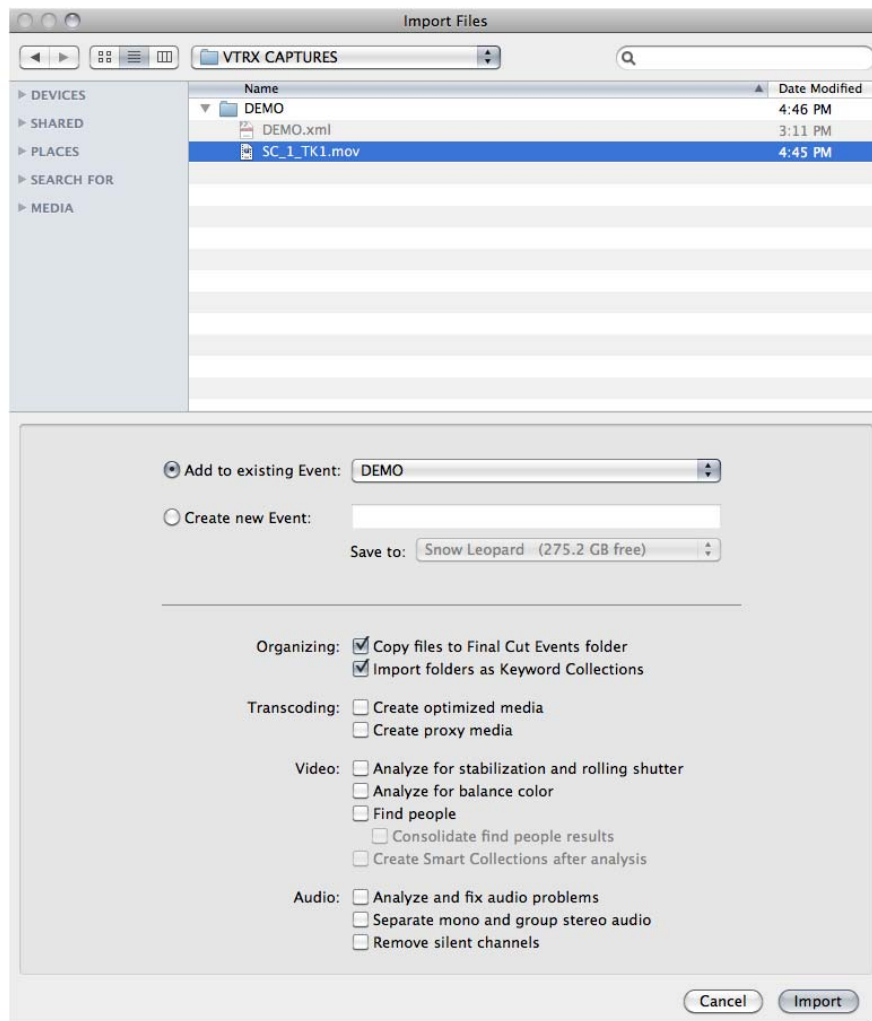 Import Files
VTRX CAPTURES
Name Date Modified
DEVICES
SHARED
PLACES
SEARCH FOR
MEDIA
DEMO 4:46 PM
DEMO.xml 3:11 PM
SC_1_TK1.mov 4:45 PM
Add to existing Event: DEMO
Create new Event:
Save to: Snow Leopard (275.2 GB free)
Organizing: Copy files to Final Cut Events folder
Import folders as Keyword Collections
Transcoding: Create optimized media
Create proxy media
Video: Analyze for stabilization and rolling shutter
Analyze for balance color
Find people
Consolidate find people results
Create Smart Collections after analysis
Audio: Analyze and fix audio problems
Separate mono and group stereo audio
Remove silent channels
Cancel Import